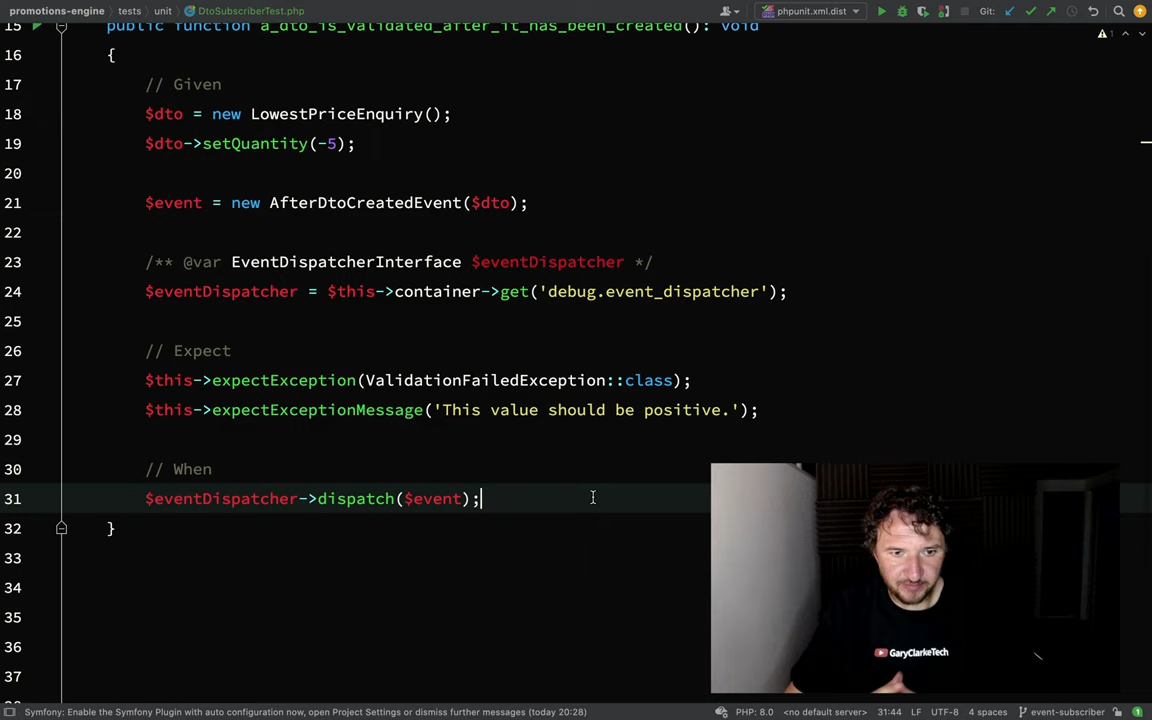 promotions-engine tests unit DtoSubscriberTest.php phpunit.xml.dist Git:
15 public function a_dto_is_validated_after_it_has_been_created(): void
1
16 {
17 // Given
18 $dto = new LowestPriceEnquiry();
19 $dto->setQuantity(-5);
20
21 $event = new AfterDtoCreatedEvent($dto);
22
23 /** @var EventDispatcherInterface $eventDispatcher */
24 $eventDispatcher = $this->container->get('debug.event_dispatcher');
25
26 // Expect
27 $this->expectException(ValidationFailedException::class);
28 $this->expectExceptionMessage('This value should be positive.');
29
30 // When
31 $eventDispatcher->dispatch($event);
32 }
33
34
35
36
37
GaryClarkeTech
Symfony: Enable the Symfony Plugin with auto configuration now, open Project Settings or dismiss further messages (today 20:28) PHP: 8.0 <no default server> 31:44 LF UTF-8 4 spaces event-subscriber 1